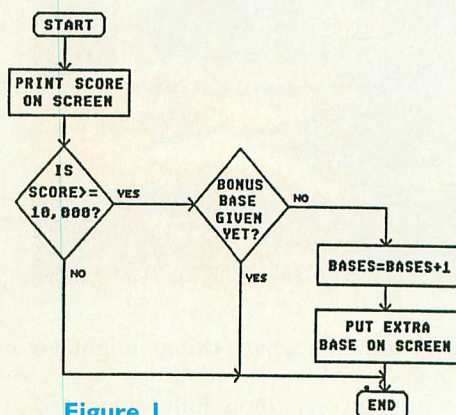 START
PRINT SCORE
ON SCREEN
IS
SCORE>=
10,000?
YES
NO
BONUS
BASE
GIVEN
YET?
NO
YES
BASES=BASES+1
PUT EXTRA
BASE ON SCREEN
END
Figure 1